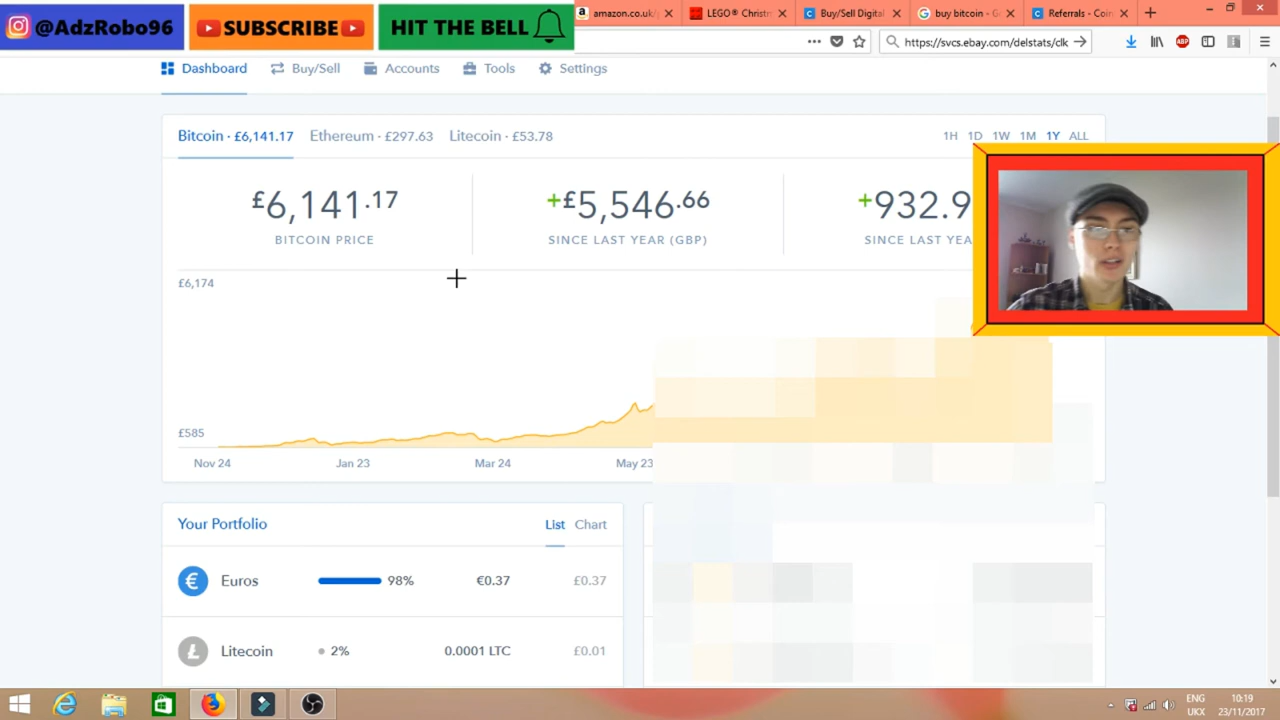 @AdzRobo96 SUBSCRIBE HIT THE BELL
amazon.co.uk/ LEGO® Christm Buy/Sell Digital buy bitcoin - G Referrals - Coin
https://svcs.ebay.com/delstats/clk
ABP
Dashboard Buy/Sell Accounts Tools Settings
Bitcoin · £6,141.17 Ethereum · £297.63 Litecoin · £53.78 1H 1D 1W 1M 1Y ALL
£6,141.17 +£5,546.66 +932.9
BITCOIN PRICE SINCE LAST YEAR (GBP) SINCE LAST YEA
£6,174
£585
Nov 24 Jan 23 Mar 24 May 23
Your Portfolio List Chart
Euros 98% €0.37 £0.37
Litecoin 2% 0.0001 LTC £0.01
ENG 10:19
UKX 23/11/2017